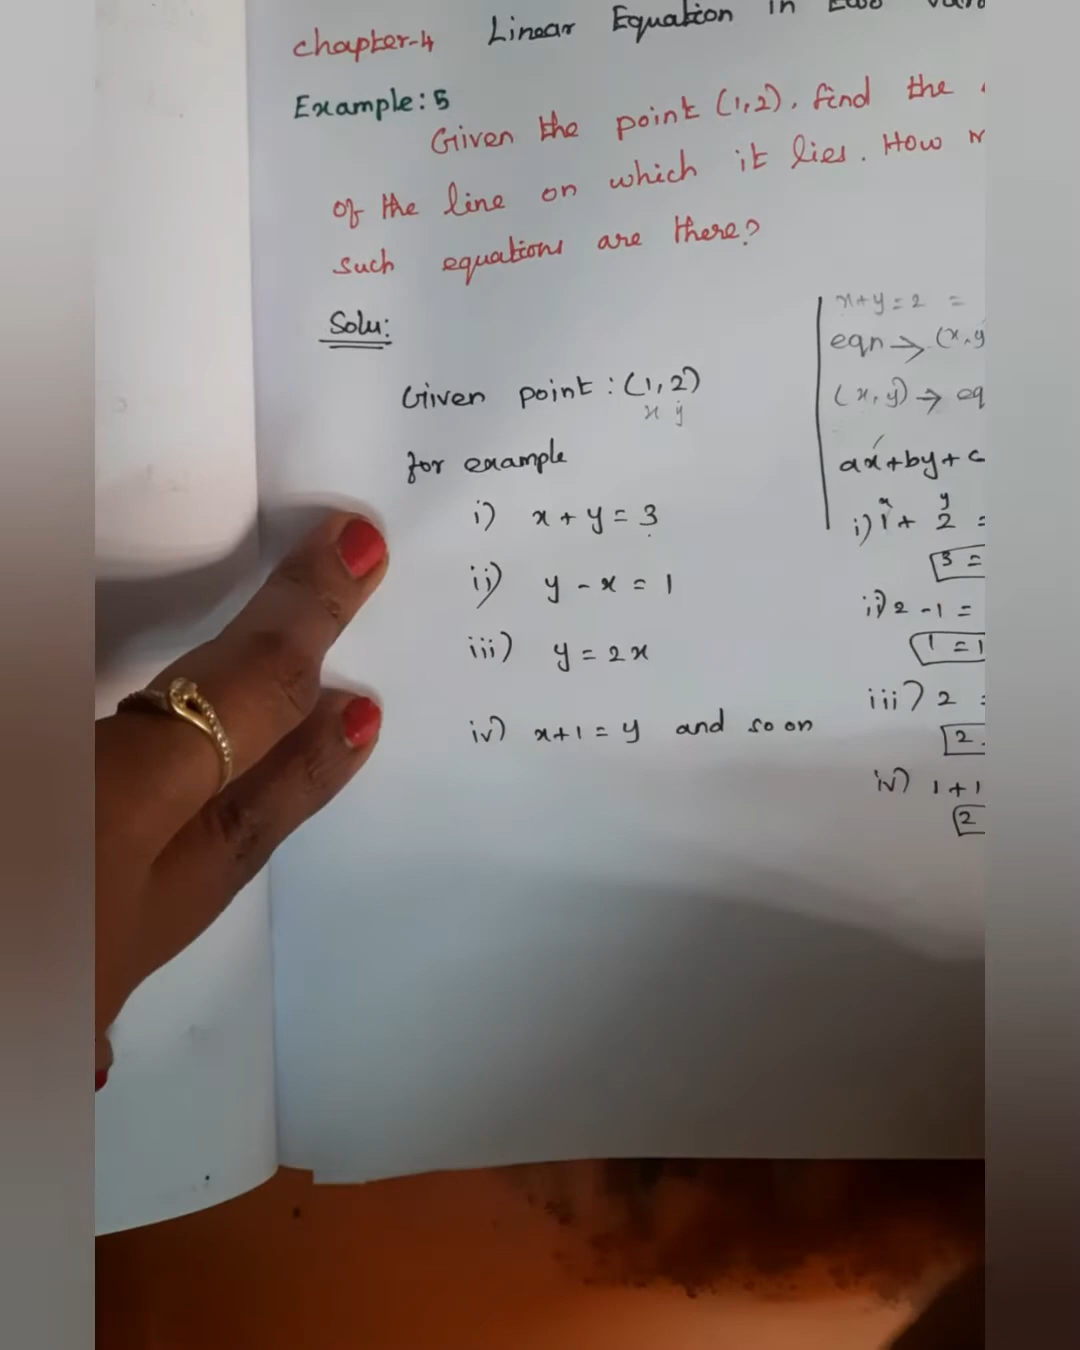 chapter-4 Linear Equation in two
Example: 5
Given the point (1,2). find the
of the line on which it lies. How
such equations are there?
Solu:
Given point : (1,2)
x y
for example
i) x + y = 3
ii) y - x = 1
iii) y = 2x
iv) x+1 = y and so on
x+y = 2 =
eqn → (x,y
(x,y) → eq
ax+by+c
x y
i) 1 + 2 =
3 =
ii) 2 -1 =
1 = 1
iii) 2 =
2
iv) 1 + 1
2